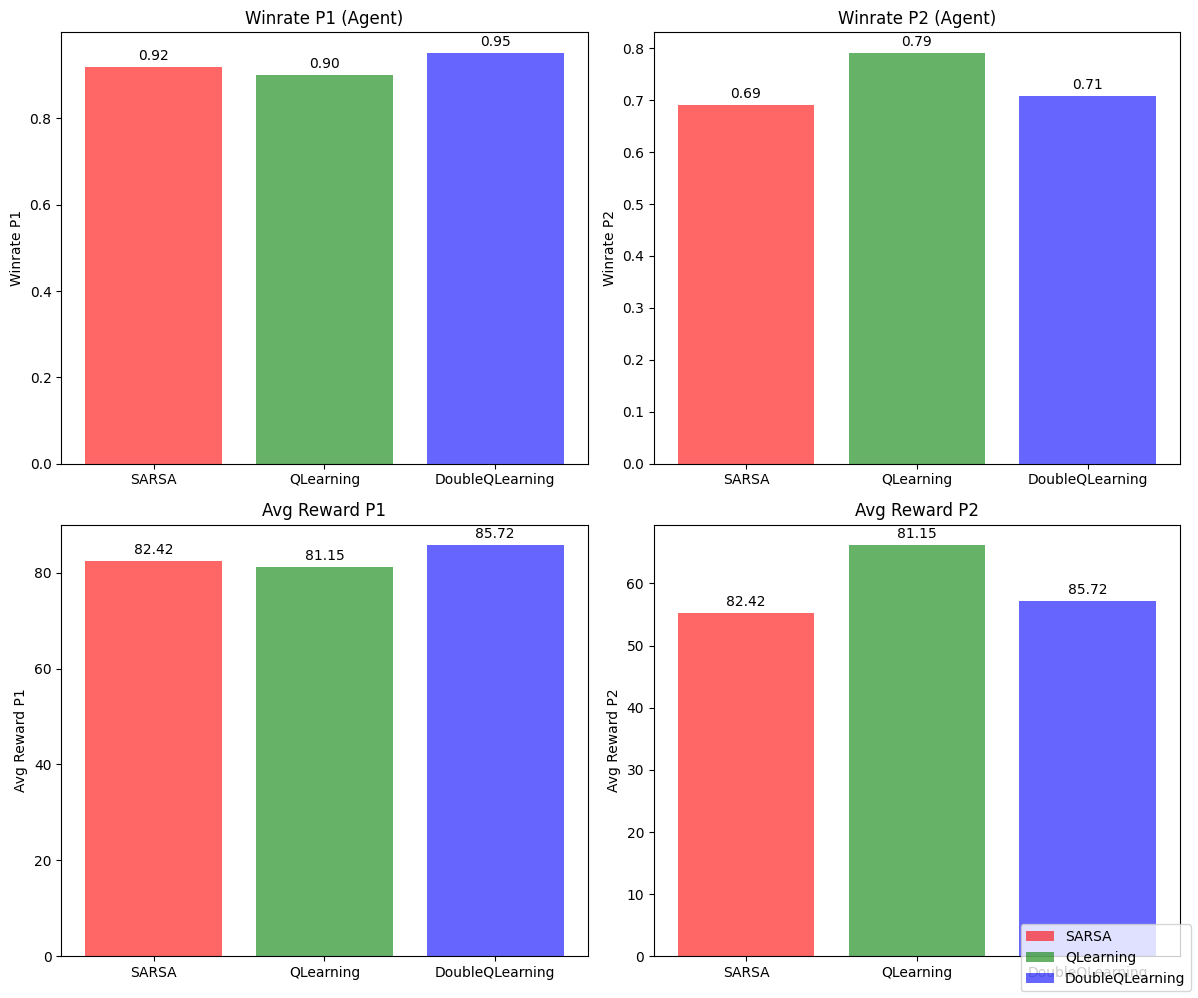 Winrate P1 (Agent)
Winrate P1
0.0
0.2
0.4
0.6
0.8
0.92
0.90
0.95
SARSA
QLearning
DoubleQLearning
Winrate P2 (Agent)
Winrate P2
0.0
0.1
0.2
0.3
0.4
0.5
0.6
0.7
0.8
0.69
0.79
0.71
SARSA
QLearning
DoubleQLearning
Avg Reward P1
Avg Reward P1
0
20
40
60
80
82.42
81.15
85.72
SARSA
QLearning
DoubleQLearning
Avg Reward P2
Avg Reward P2
0
10
20
30
40
50
60
82.42
81.15
85.72
SARSA
QLearning
DoubleQLearning
SARSA
QLearning
DoubleQLearning